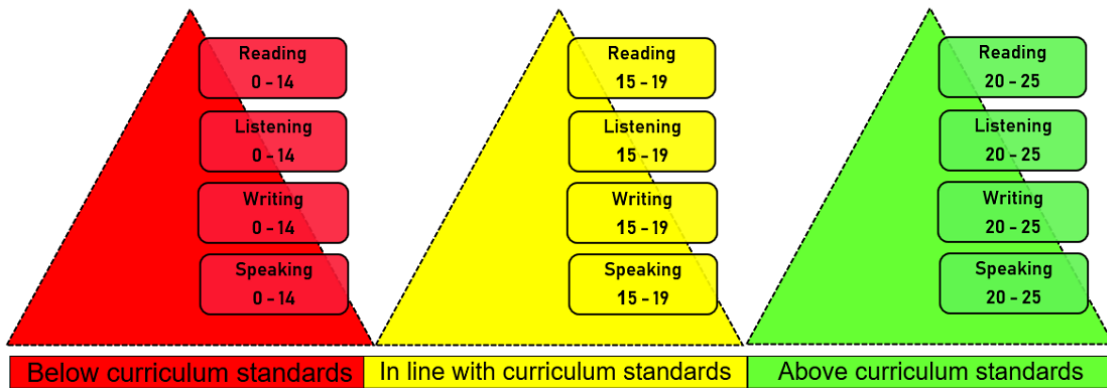 Reading
0 - 14
Listening
0 - 14
Writing
0 - 14
Speaking
0 - 14
Below curriculum standards
Reading
15 - 19
Listening
15 - 19
Writing
15 - 19
Speaking
15 - 19
In line with curriculum standards
Reading
20 - 25
Listening
20 - 25
Writing
20 - 25
Speaking
20 - 25
Above curriculum standards